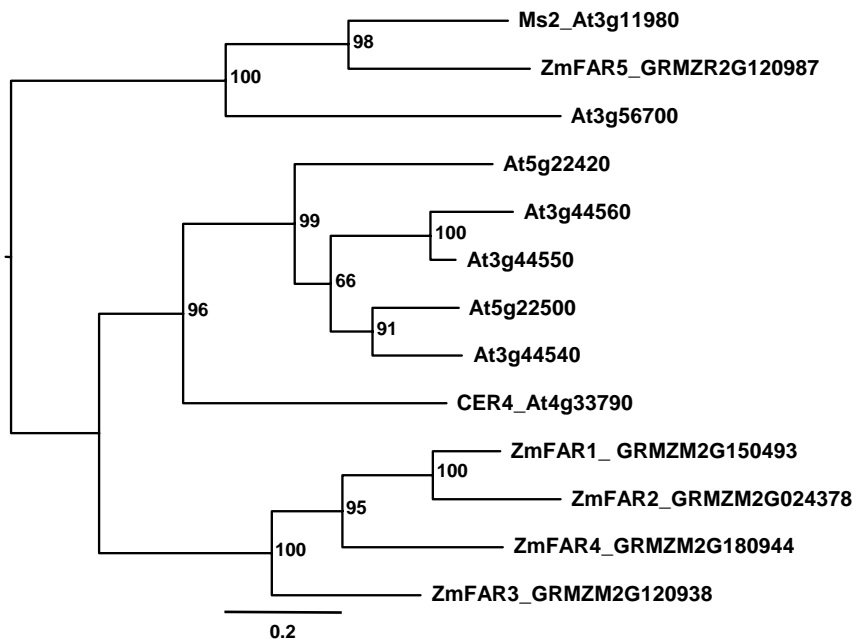 Ms2_At3g11980
98
ZmFAR5_GRMZR2G120987
100
At3g56700
At5g22420
At3g44560
99
100
At3g44550
66
At5g22500
96
91
At3g44540
CER4_At4g33790
ZmFAR1_ GRMZM2G150493
100
ZmFAR2_GRMZM2G024378
95
ZmFAR4_GRMZM2G180944
100
ZmFAR3_GRMZM2G120938
0.2